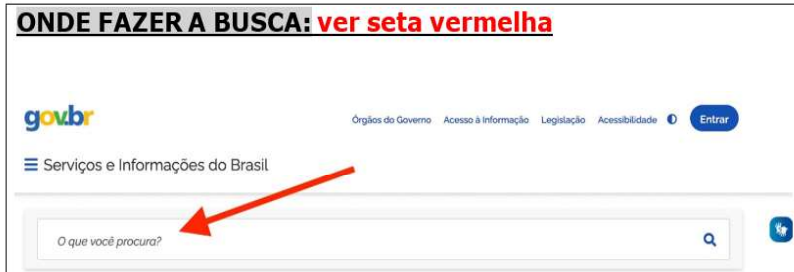 ONDE FAZER A BUSCA: ver seta vermelha
gov.br
Órgãos do Governo Acesso à Informação Legislação Acessibilidade Entrar
Serviços e Informações do Brasil
O que você procura?